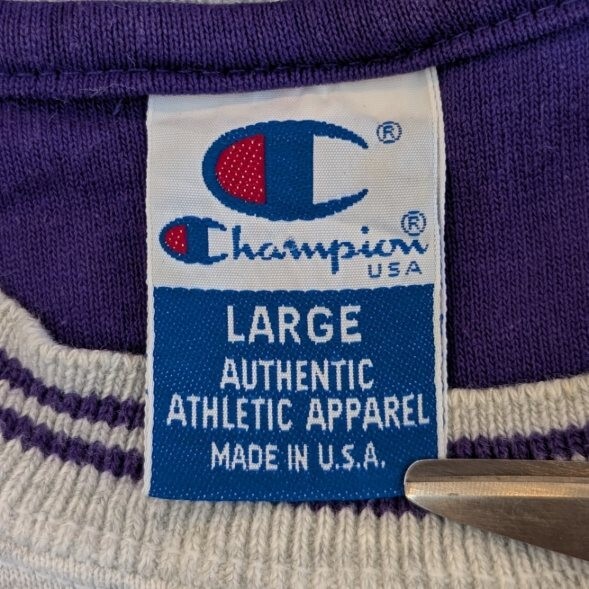 ®
Champion®
USA
LARGE
AUTHENTIC
ATHLETIC APPAREL
MADE IN U.S.A.